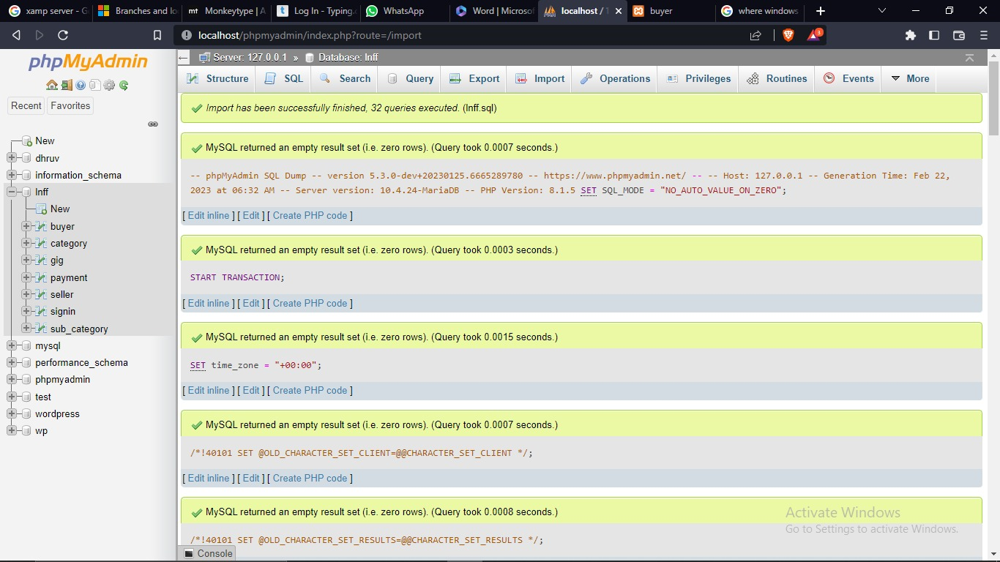 xamp server - G
Branches and lo
mt Monkeytype | A
Log In - Typing.c
WhatsApp
Word | Microsof
localhost / 1
buyer
where windows
localhost/phpmyadmin/index.php?route=/import
3
phpMyAdmin
Recent Favorites
New
dhruv
information_schema
lnff
New
buyer
category
gig
payment
seller
signin
sub_category
mysql
performance_schema
phpmyadmin
test
wordpress
wp
Server: 127.0.0.1 » Database: lnff
Structure SQL Search Query Export Import Operations Privileges Routines Events More
Import has been successfully finished, 32 queries executed. (lnff.sql)
MySQL returned an empty result set (i.e. zero rows). (Query took 0.0007 seconds.)
-- phpMyAdmin SQL Dump -- version 5.3.0-dev+20230125.6665289780 -- https://www.phpmyadmin.net/ -- -- Host: 127.0.0.1 -- Generation Time: Feb 22,
2023 at 06:32 AM -- Server version: 10.4.24-MariaDB -- PHP Version: 8.1.5 SET SQL_MODE = "NO_AUTO_VALUE_ON_ZERO";
[ Edit inline ] [ Edit ] [ Create PHP code ]
MySQL returned an empty result set (i.e. zero rows). (Query took 0.0003 seconds.)
START TRANSACTION;
[ Edit inline ] [ Edit ] [ Create PHP code ]
MySQL returned an empty result set (i.e. zero rows). (Query took 0.0015 seconds.)
SET time_zone = "+00:00";
[ Edit inline ] [ Edit ] [ Create PHP code ]
MySQL returned an empty result set (i.e. zero rows). (Query took 0.0007 seconds.)
/*!40101 SET @OLD_CHARACTER_SET_CLIENT=@@CHARACTER_SET_CLIENT */;
[ Edit inline ] [ Edit ] [ Create PHP code ]
MySQL returned an empty result set (i.e. zero rows). (Query took 0.0008 seconds.)
/*!40101 SET @OLD_CHARACTER_SET_RESULTS=@@CHARACTER_SET_RESULTS */;
Console
Activate Windows
Go to Settings to activate Windows.